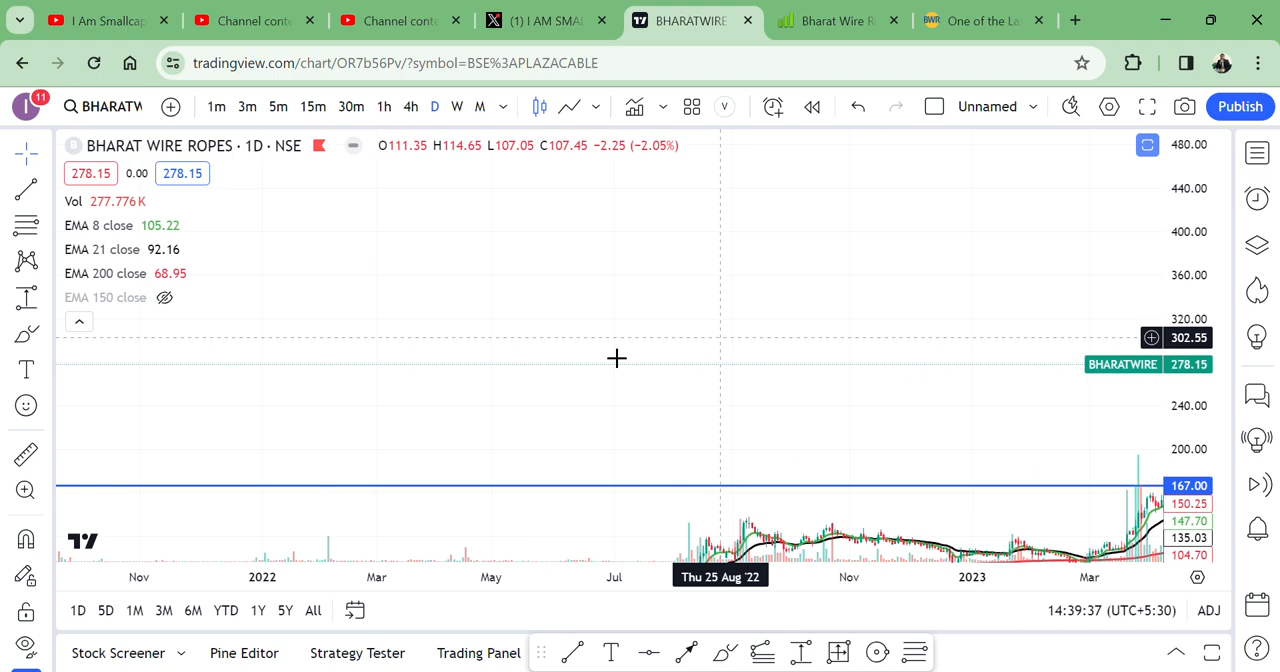 I Am Smallcap
Channel conte
Channel conte
(1) I AM SMAL
BHARATWIRE
Bharat Wire R
BWR One of the La
tradingview.com/chart/OR7b56Pv/?symbol=BSE%3APLAZACABLE
I 11 BHARATW 1m 3m 5m 15m 30m 1h 4h D W M V Unnamed Publish
B BHARAT WIRE ROPES · 1D · NSE O111.35 H114.65 L107.05 C107.45 −2.25 (−2.05%)
278.15 0.00 278.15
Vol 277.776K
EMA 8 close 105.22
EMA 21 close 92.16
EMA 200 close 68.95
EMA 150 close
480.00
440.00
400.00
360.00
320.00
302.55
BHARATWIRE 278.15
240.00
200.00
167.00
150.25
147.70
135.03
104.70
Nov 2022 Mar May Jul Thu 25 Aug '22 Nov 2023 Mar
1D 5D 1M 3M 6M YTD 1Y 5Y All 14:39:37 (UTC+5:30) ADJ
Stock Screener Pine Editor Strategy Tester Trading Panel